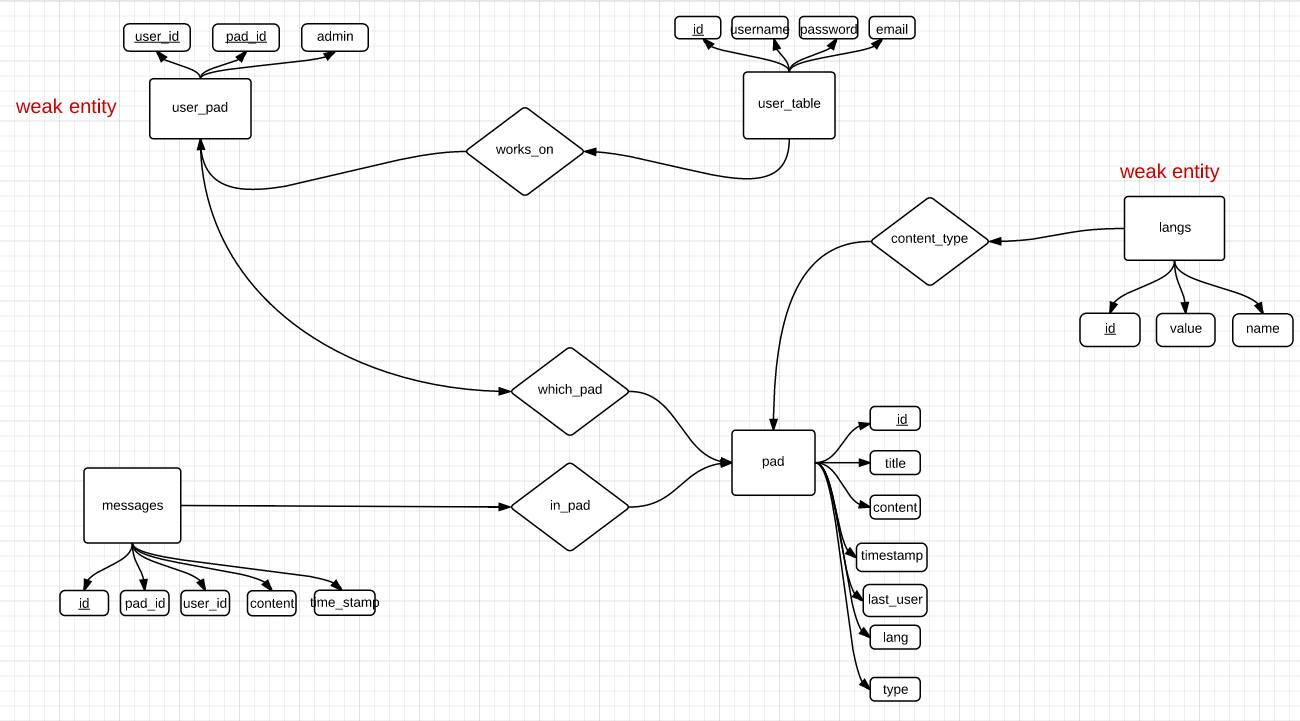 user_id
pad_id
admin
user_pad
weak entity
id
username
password
email
user_table
works_on
weak entity
langs
id
value
name
content_type
which_pad
pad
id
title
content
timestamp
last_user
lang
type
messages
in_pad
id
pad_id
user_id
content
time_stamp